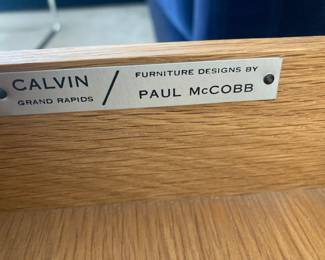 CALVIN / FURNITURE DESIGNS BY
GRAND RAPIDS PAUL McCOBB